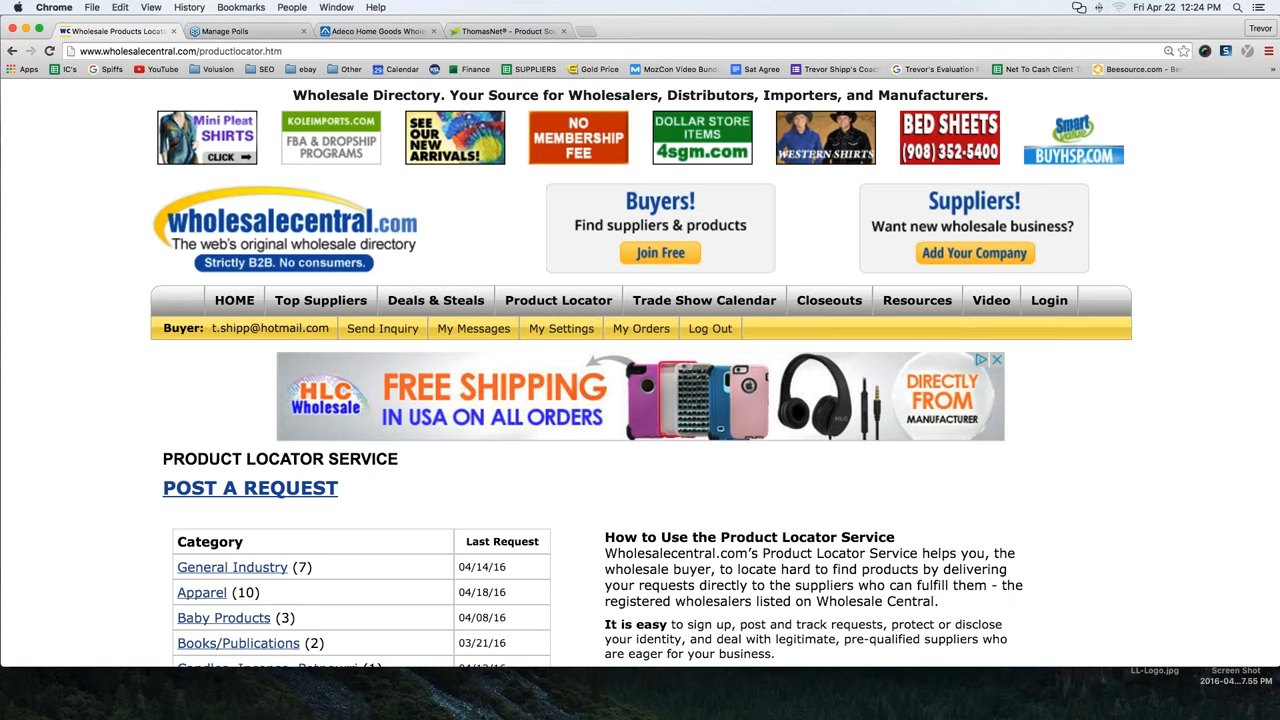 Chrome File Edit View History Bookmarks People Window Help Fri Apr 22 12:24 PM
Wholesale Products Locato Manage Polls Adeco Home Goods Whole ThomasNet® - Product Sou Trevor
www.wholesalecentral.com/productlocator.htm
Apps IC's Spiffs YouTube Volusion SEO ebay Other Calendar Finance SUPPLIERS Gold Price MozCon Video Bund Sat Agree Trevor Shipp's Coac Trevor's Evaluation F Net To Cash Client T Beesource.com - Be
Wholesale Directory. Your Source for Wholesalers, Distributors, Importers, and Manufacturers.
Mini Pleat
SHIRTS
CLICK
KOLEIMPORTS.COM
FBA & DROPSHIP
PROGRAMS
SEE
OUR
NEW
ARRIVALS!
NO
MEMBERSHIP
FEE
DOLLAR STORE
ITEMS
4sgm.com
WESTERN SHIRTS
BED SHEETS
(908) 352-5400
Smart
value
BUYHSP.COM
wholesalecentral.com
The web's original wholesale directory
Strictly B2B. No consumers.
Buyers!
Find suppliers & products
Join Free
Suppliers!
Want new wholesale business?
Add Your Company
HOME Top Suppliers Deals & Steals Product Locator Trade Show Calendar Closeouts Resources Video Login
Buyer: t.shipp@hotmail.com Send Inquiry My Messages My Settings My Orders Log Out
HLC
Wholesale
FREE SHIPPING
IN USA ON ALL ORDERS
HLC
DIRECTLY
FROM
MANUFACTURER
PRODUCT LOCATOR SERVICE
POST A REQUEST
Category Last Request
General Industry (7) 04/14/16
Apparel (10) 04/18/16
Baby Products (3) 04/08/16
Books/Publications (2) 03/21/16
Candles, Incense, Potpourri (1) 04/12/16
How to Use the Product Locator Service
Wholesalecentral.com's Product Locator Service helps you, the
wholesale buyer, to locate hard to find products by delivering
your requests directly to the suppliers who can fulfill them - the
registered wholesalers listed on Wholesale Central.
It is easy to sign up, post and track requests, protect or disclose
your identity, and deal with legitimate, pre-qualified suppliers who
are eager for your business.
LL-Logo.jpg Screen Shot
2016-04...7.55 PM